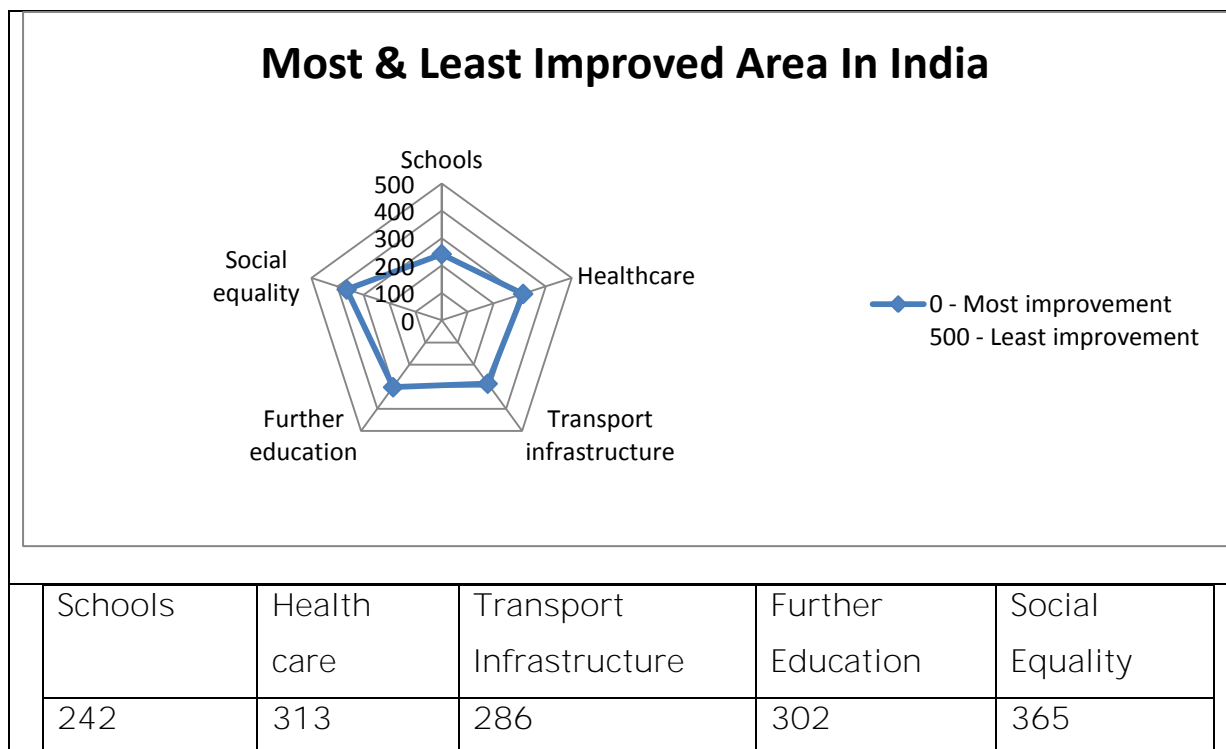 Most & Least Improved Area In India
Schools
500
400
300
200
100
0
Healthcare
Transport
infrastructure
Further
education
Social
equality
0 - Most improvement
500 - Least improvement
Schools Health Transport Further Social
care Infrastructure Education Equality
242 313 286 302 365